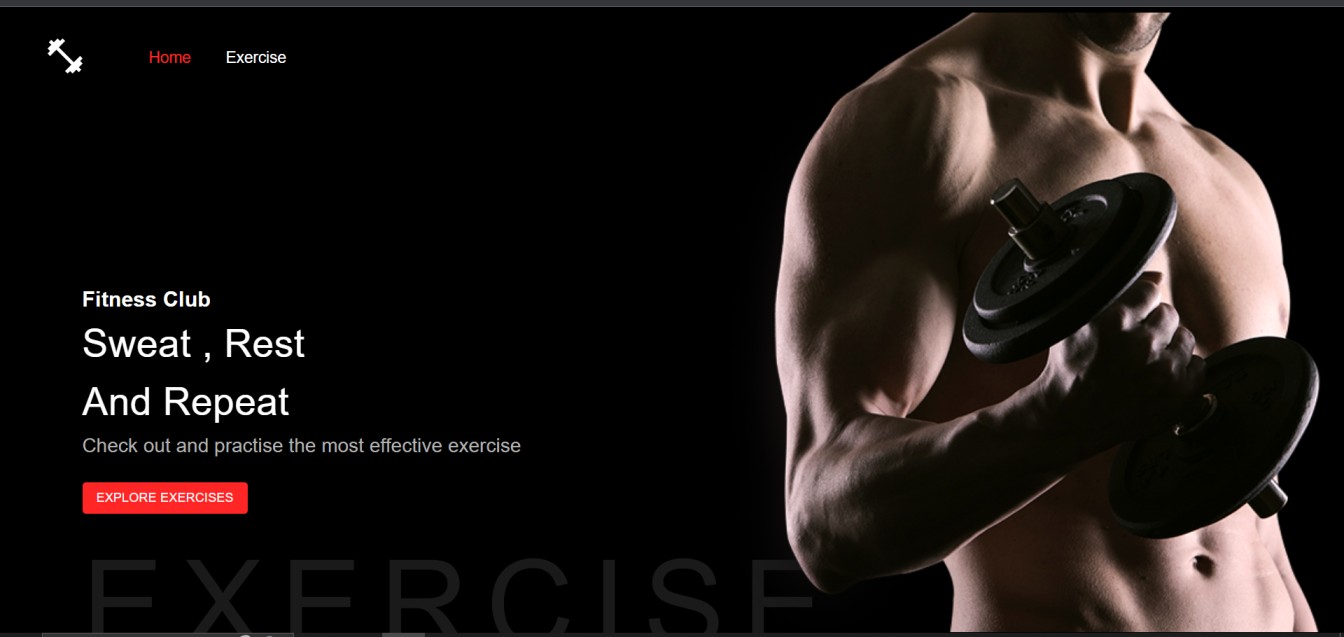 Home Exercise
Fitness Club
Sweat , Rest
And Repeat
Check out and practise the most effective exercise
EXPLORE EXERCISES
EXERCISE